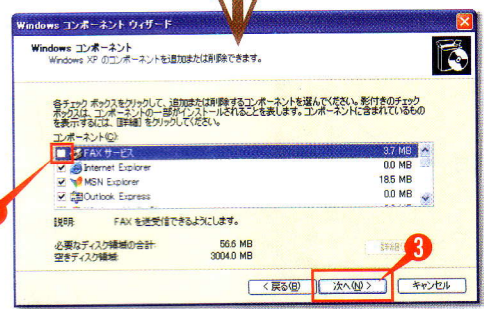 Windows コンポーネント ウィザード
Windows コンポーネント
Windows XP のコンポーネントを追加または削除できます。
各チェック ボックスをクリックして、追加または削除するコンポーネントを選んでください。影付きのチェック
ボックスは、コンポーネントの一部がインストールされることを表します。コンポーネントに含まれているもの
を表示するには、[詳細] をクリックしてください。
コンポーネント(C):
FAX サービス 3.7 MB
Internet Explorer 0.0 MB
MSN Explorer 18.5 MB
Outlook Express 0.0 MB
説明: FAX を送受信できるようにします。
必要なディスク領域の合計: 56.6 MB
空きディスク領域: 3004.0 MB
詳細
3
< 戻る(B) 次へ(N) > キャンセル